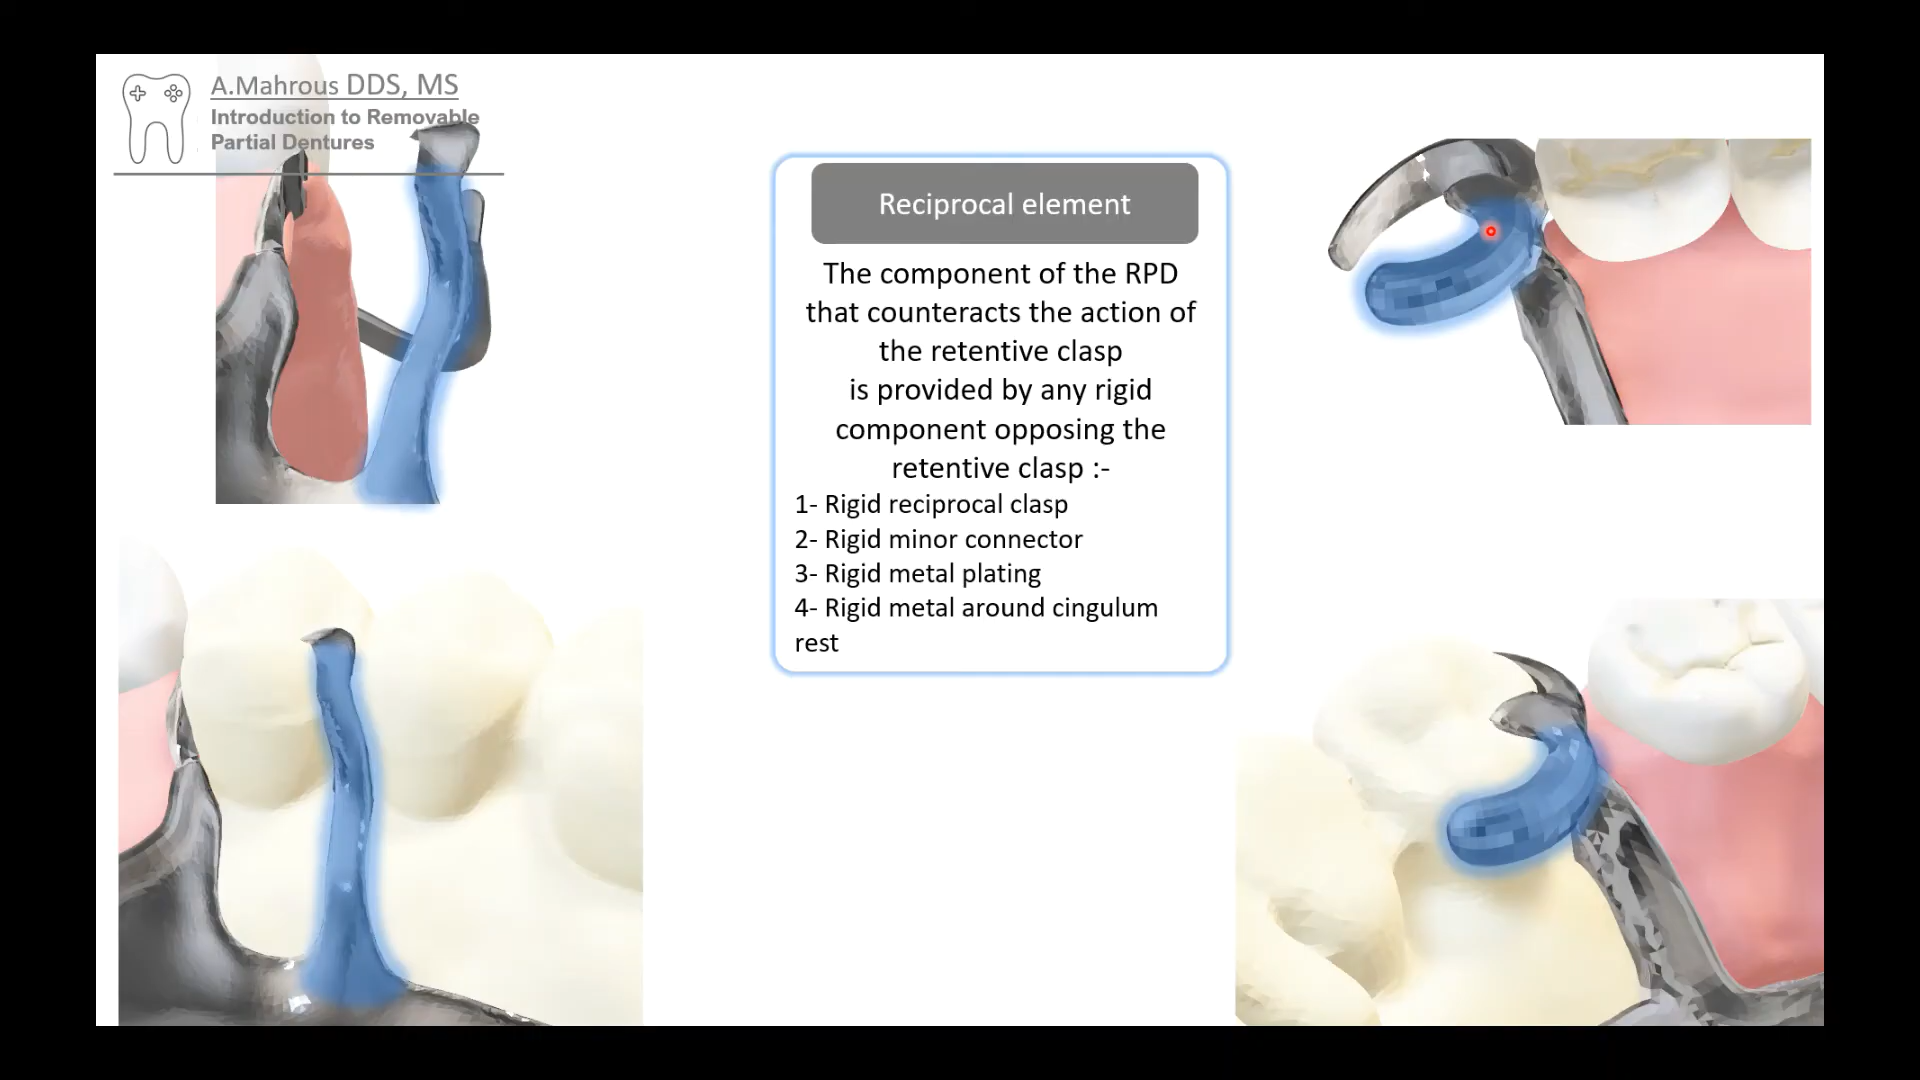 A.Mahrous DDS, MS
Introduction to Removable
Partial Dentures
Reciprocal element
The component of the RPD
that counteracts the action of
the retentive clasp
is provided by any rigid
component opposing the
retentive clasp :-
1- Rigid reciprocal clasp
2- Rigid minor connector
3- Rigid metal plating
4- Rigid metal around cingulum
rest